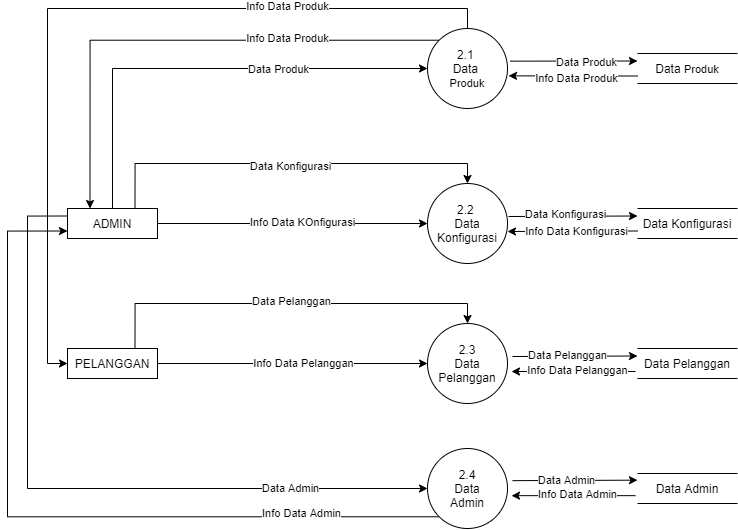 Info Data Produk
Info Data Produk
Data Produk
2.1
Data
Produk
Data Produk
Info Data Produk
Data Produk
Data Konfigurasi
ADMIN
Info Data KOnfigurasi
2.2
Data
Konfigurasi
Data Konfigurasi
Info Data Konfigurasi
Data Konfigurasi
Data Pelanggan
PELANGGAN
Info Data Pelanggan
2.3
Data
Pelanggan
Data Pelanggan
Info Data Pelanggan
Data Pelanggan
Data Admin
Info Data Admin
2.4
Data
Admin
Data Admin
Info Data Admin
Data Admin